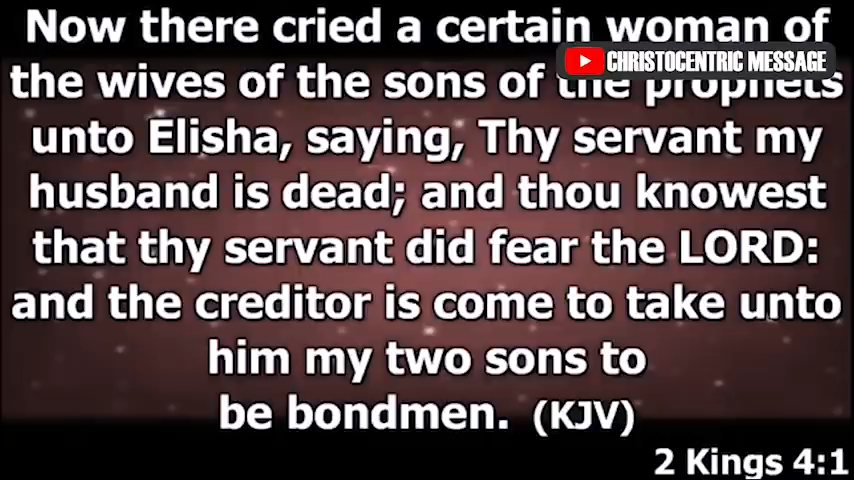 Now there cried a certain woman of
CHRISTOCENTRIC MESSAGE
the wives of the sons of the prophets
unto Elisha, saying, Thy servant my
husband is dead; and thou knowest
that thy servant did fear the LORD:
and the creditor is come to take unto
him my two sons to
be bondmen. (KJV)
2 Kings 4:1